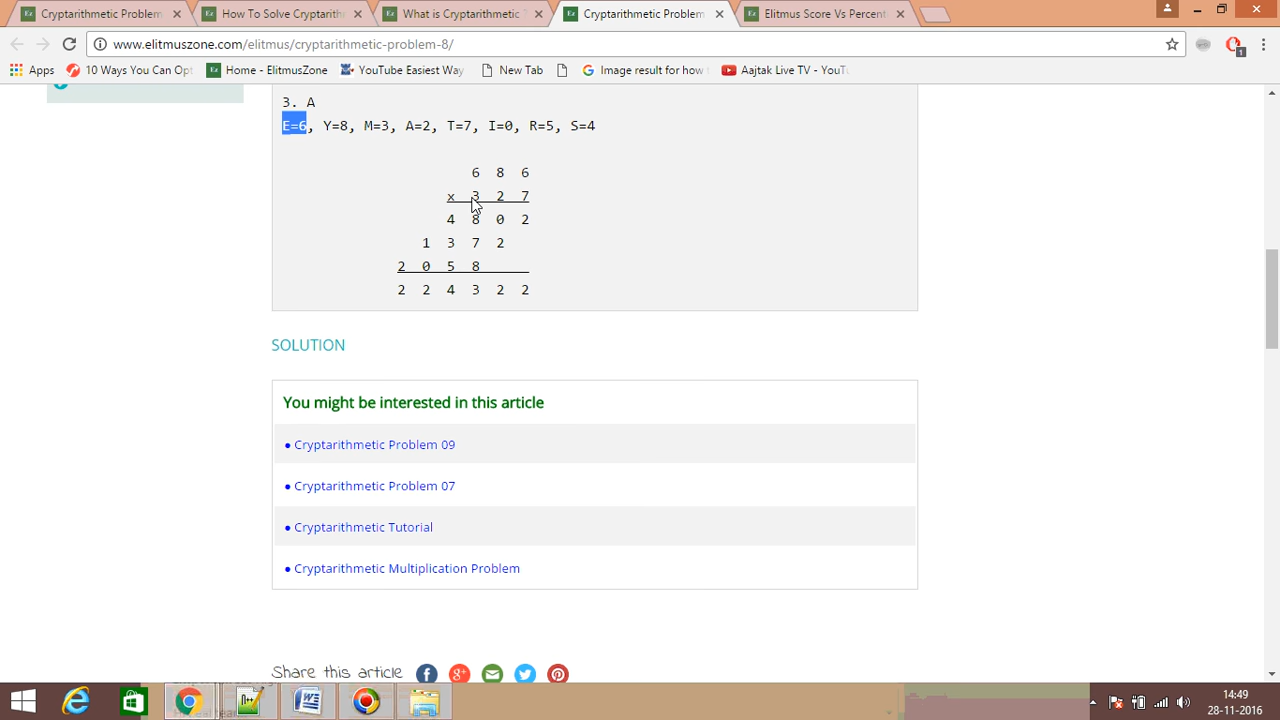 Cryptarithmetic Problem
How To Solve Cryptarith
What is Cryptarithmetic
Cryptarithmetic Problem
Elitmus Score Vs Percent
www.elitmuszone.com/elitmus/cryptarithmetic-problem-8/
Apps
10 Ways You Can Opt
Home - ElitmusZone
YouTube Easiest Way
New Tab
Image result for how
Aajtak Live TV - YouTu
3. A
E=6, Y=8, M=3, A=2, T=7, I=0, R=5, S=4
6 8 6
x 3 2 7
4 8 0 2
1 3 7 2
2 0 5 8
2 2 4 3 2 2
SOLUTION
You might be interested in this article
• Cryptarithmetic Problem 09
• Cryptarithmetic Problem 07
• Cryptarithmetic Tutorial
• Cryptarithmetic Multiplication Problem
Share this article
14:49
28-11-2016